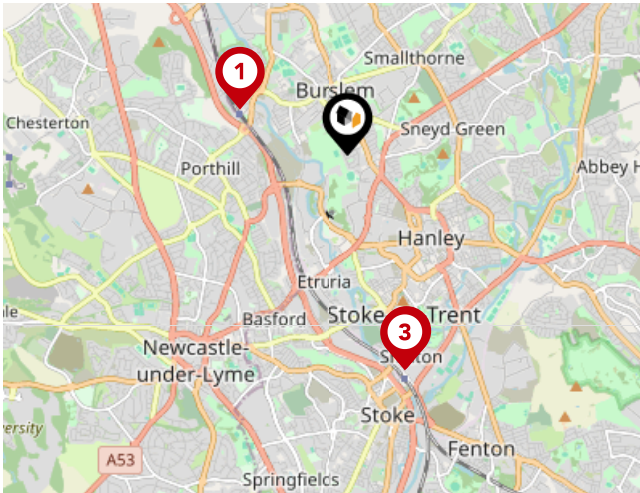 1
Smallthorne
Burslem
Chesterton
Sneyd Green
Porthill
Abbey H
Hanley
Etruria
Stoke
Trent
Basford
3
Newcastle-
under-Lyme
Stoke
ersity
Fenton
A53
Springfields